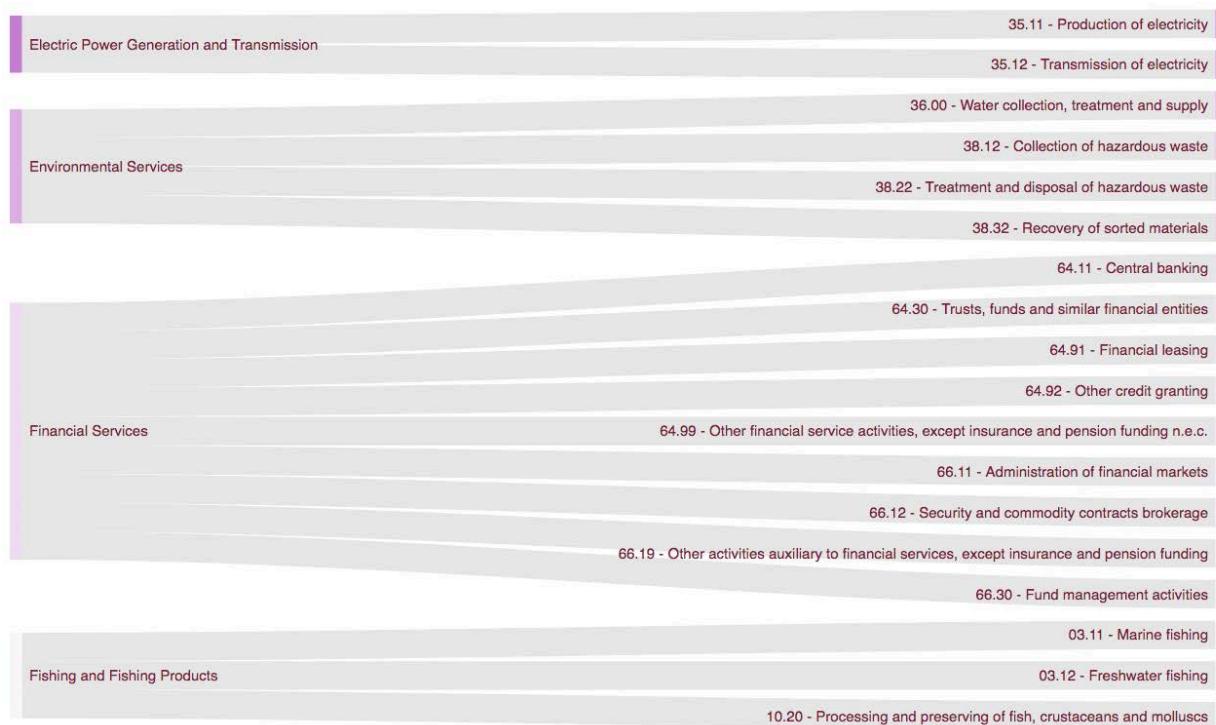 Electric Power Generation and Transmission
35.11 - Production of electricity
35.12 - Transmission of electricity
Environmental Services
36.00 - Water collection, treatment and supply
38.12 - Collection of hazardous waste
38.22 - Treatment and disposal of hazardous waste
38.32 - Recovery of sorted materials
Financial Services
64.11 - Central banking
64.30 - Trusts, funds and similar financial entities
64.91 - Financial leasing
64.92 - Other credit granting
64.99 - Other financial service activities, except insurance and pension funding n.e.c.
66.11 - Administration of financial markets
66.12 - Security and commodity contracts brokerage
66.19 - Other activities auxiliary to financial services, except insurance and pension funding
66.30 - Fund management activities
Fishing and Fishing Products
03.11 - Marine fishing
03.12 - Freshwater fishing
10.20 - Processing and preserving of fish, crustaceans and molluscs